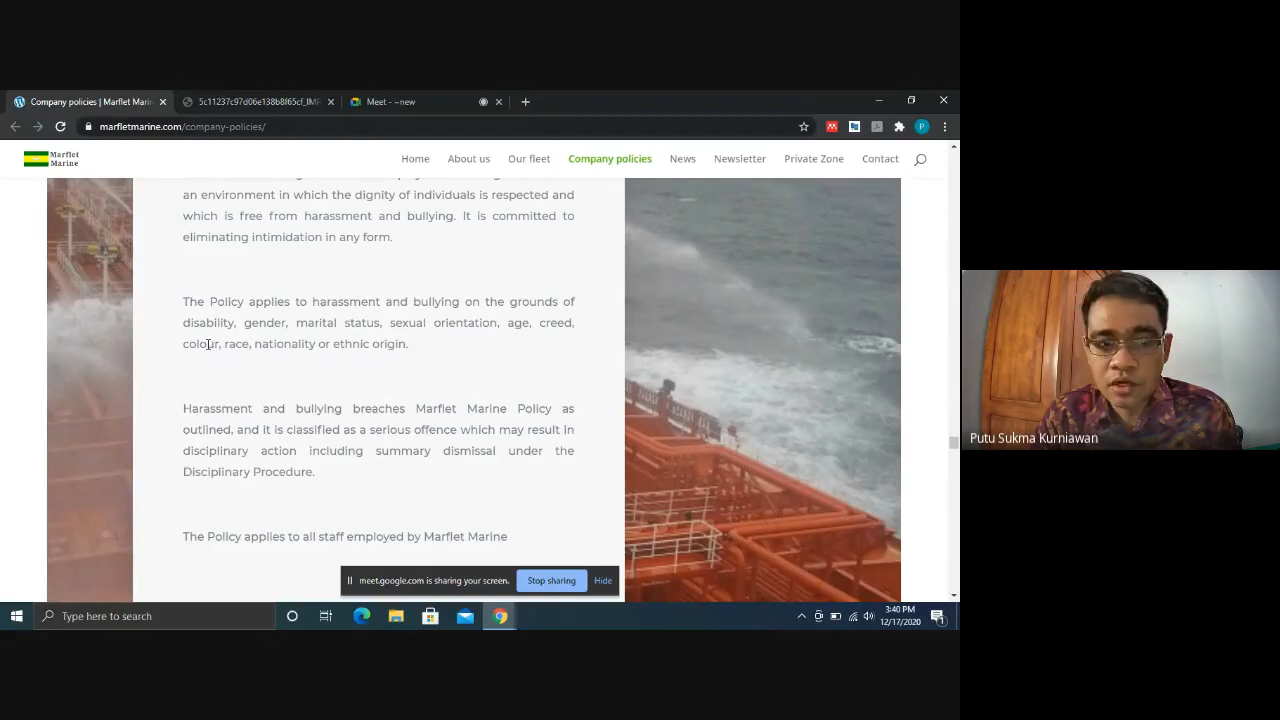 Company policies | Marflet Marin
5c11237c97d06e138b8f65cf_IMF
Meet - ~new
marfletmarine.com/company-policies/
P
Marflet
Marine
Home
About us
Our fleet
Company policies
News
Newsletter
Private Zone
Contact
an environment in which the dignity of individuals is respected and
which is free from harassment and bullying. It is committed to
eliminating intimidation in any form.
The Policy applies to harassment and bullying on the grounds of
disability, gender, marital status, sexual orientation, age, creed,
colour, race, nationality or ethnic origin.
Harassment and bullying breaches Marflet Marine Policy as
outlined, and it is classified as a serious offence which may result in
disciplinary action including summary dismissal under the
Disciplinary Procedure.
The Policy applies to all staff employed by Marflet Marine
meet.google.com is sharing your screen.
Stop sharing
Hide
Putu Sukma Kurniawan
Type here to search
3:40 PM
12/17/2020
1